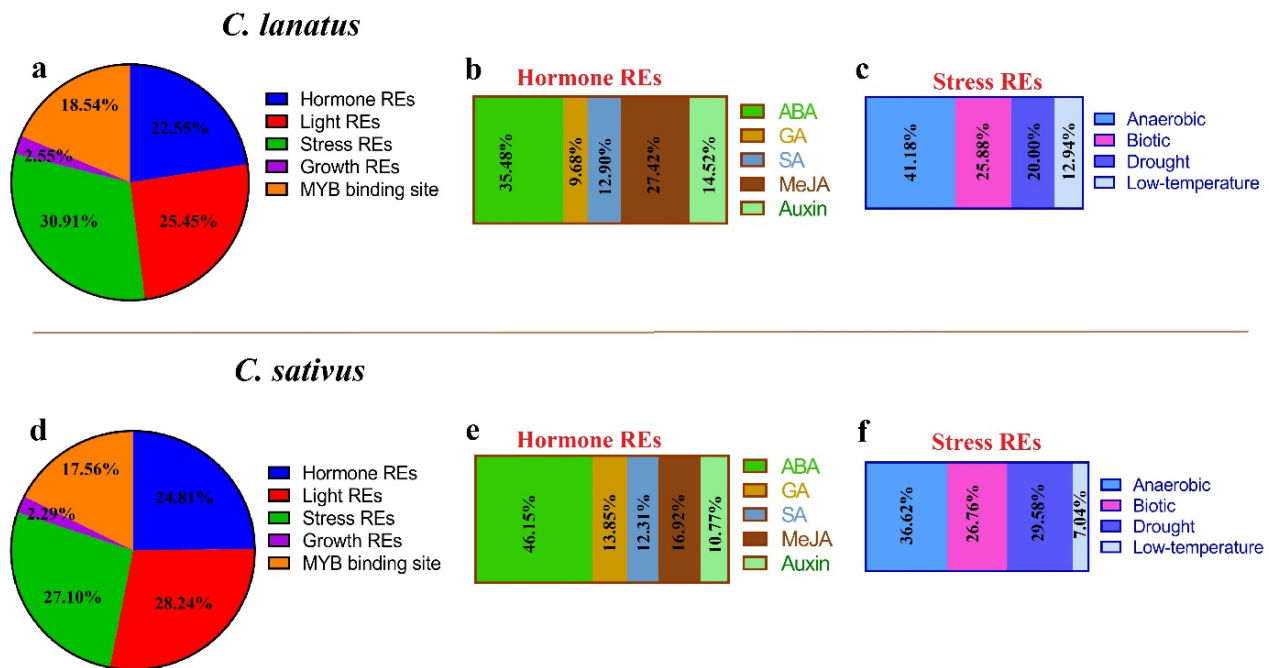 C. lanatus
a
18.54%
22.55%
2.55%
30.91%
25.45%
Hormone REs
Light REs
Stress REs
Growth REs
MYB binding site
b
Hormone REs
35.48%
9.68%
12.90%
27.42%
14.52%
ABA
GA
SA
MeJA
Auxin
c
Stress REs
41.18%
25.88%
20.00%
12.94%
Anaerobic
Biotic
Drought
Low-temperature
C. sativus
d
17.56%
24.81%
2.29%
27.10%
28.24%
Hormone REs
Light REs
Stress REs
Growth REs
MYB binding site
e
Hormone REs
46.15%
13.85%
12.31%
16.92%
10.77%
ABA
GA
SA
MeJA
Auxin
f
Stress REs
36.62%
26.76%
29.58%
7.04%
Anaerobic
Biotic
Drought
Low-temperature